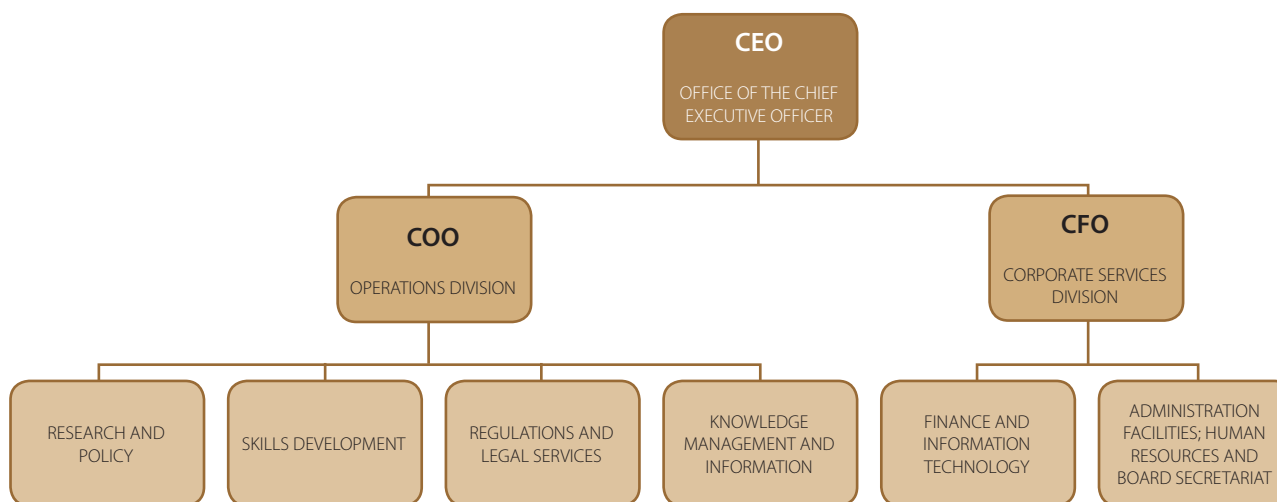 CEO
OFFICE OF THE CHIEF
EXECUTIVE OFFICER
COO
OPERATIONS DIVISION
CFO
CORPORATE SERVICES
DIVISION
RESEARCH AND
POLICY
SKILLS DEVELOPMENT
REGULATIONS AND
LEGAL SERVICES
KNOWLEDGE
MANAGEMENT AND
INFORMATION
FINANCE AND
INFORMATION
TECHNOLOGY
ADMINISTRATION
FACILITIES; HUMAN
RESOURCES AND
BOARD SECRETARIAT